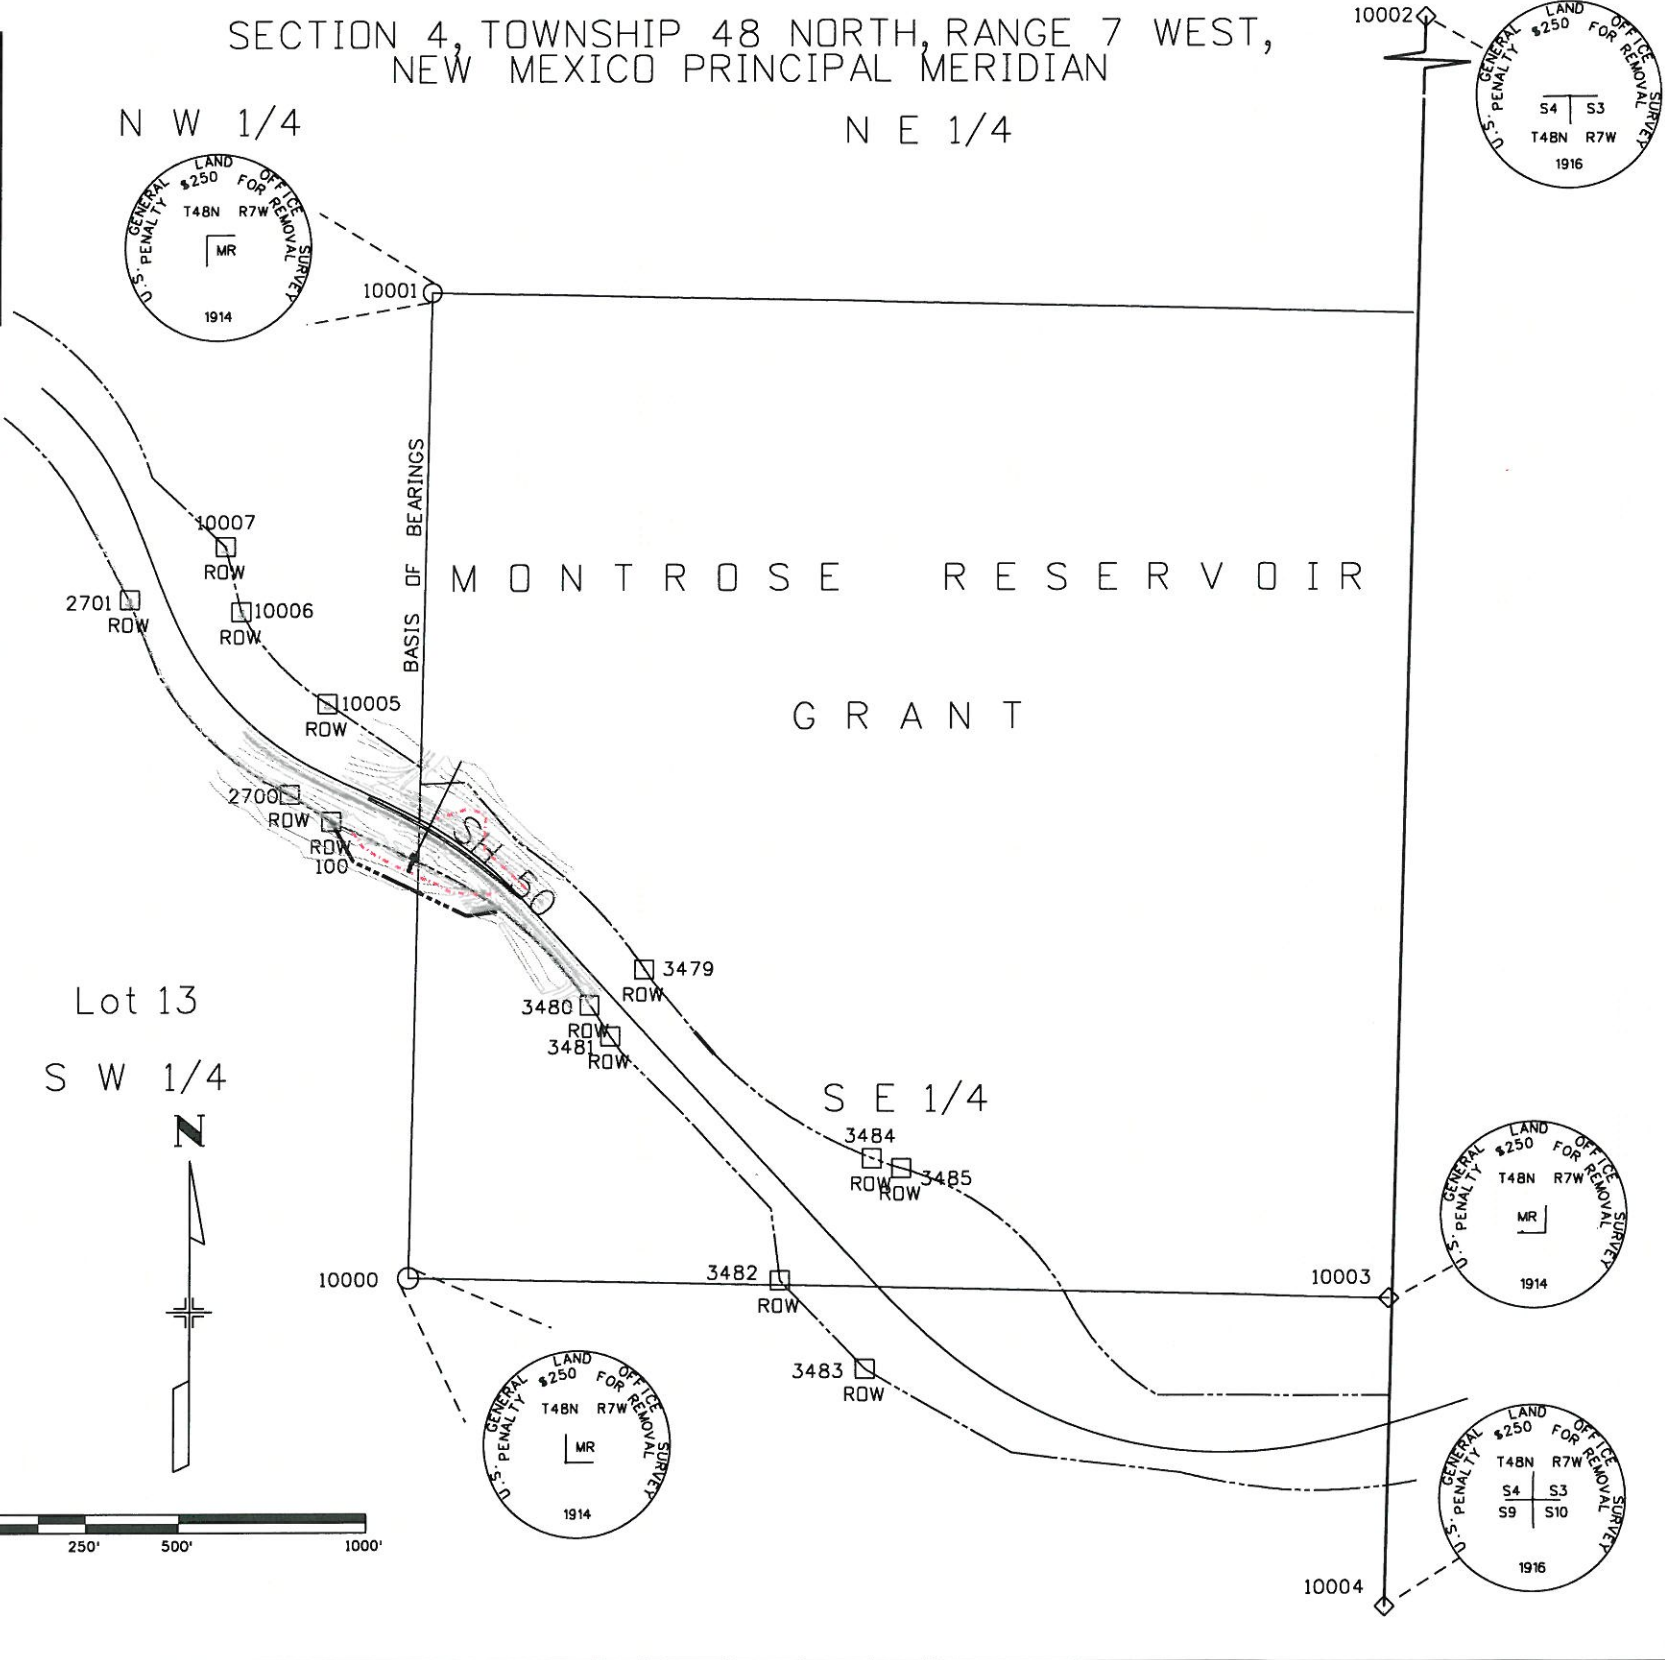 SECTION 4, TOWNSHIP 48 NORTH, RANGE 7 WEST,
NEW MEXICO PRINCIPAL MERIDIAN
10002
U.S. GENERAL LAND OFFICE SURVEY
PENALTY $250 FOR REMOVAL
S4 S3
T48N R7W
1916
N W 1/4
N E 1/4
U.S. GENERAL LAND OFFICE SURVEY
PENALTY $250 FOR REMOVAL
T48N R7W
MR
1914
10001
BASIS OF BEARINGS
10007
ROW
2701
ROW
10006
ROW
MONTROSE RESERVOIR
GRANT
10005
ROW
2700
ROW
ROW
100
SH 50
3479
ROW
3480
ROW
3481
ROW
Lot 13
S W 1/4
N
S E 1/4
3484
ROW
3485
ROW
U.S. GENERAL LAND OFFICE SURVEY
PENALTY $250 FOR REMOVAL
T48N R7W
MR
1914
10000
3482
ROW
10003
3483
ROW
U.S. GENERAL LAND OFFICE SURVEY
PENALTY $250 FOR REMOVAL
T48N R7W
MR
1914
U.S. GENERAL LAND OFFICE SURVEY
PENALTY $250 FOR REMOVAL
T48N R7W
S4 S3
S9 S10
1916
10004
250' 500' 1000'